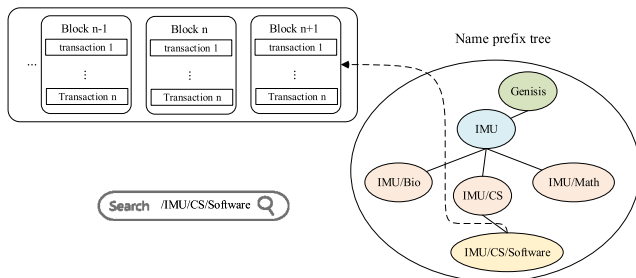 Block n-1
Block n
Block n+1
transaction 1
transaction 1
transaction 1
...
⋮
⋮
⋮
Transaction n
Transaction n
Transaction n
Name prefix tree
Genisis
IMU
IMU/Bio
IMU/CS
IMU/Math
IMU/CS/Software
Search /IMU/CS/Software